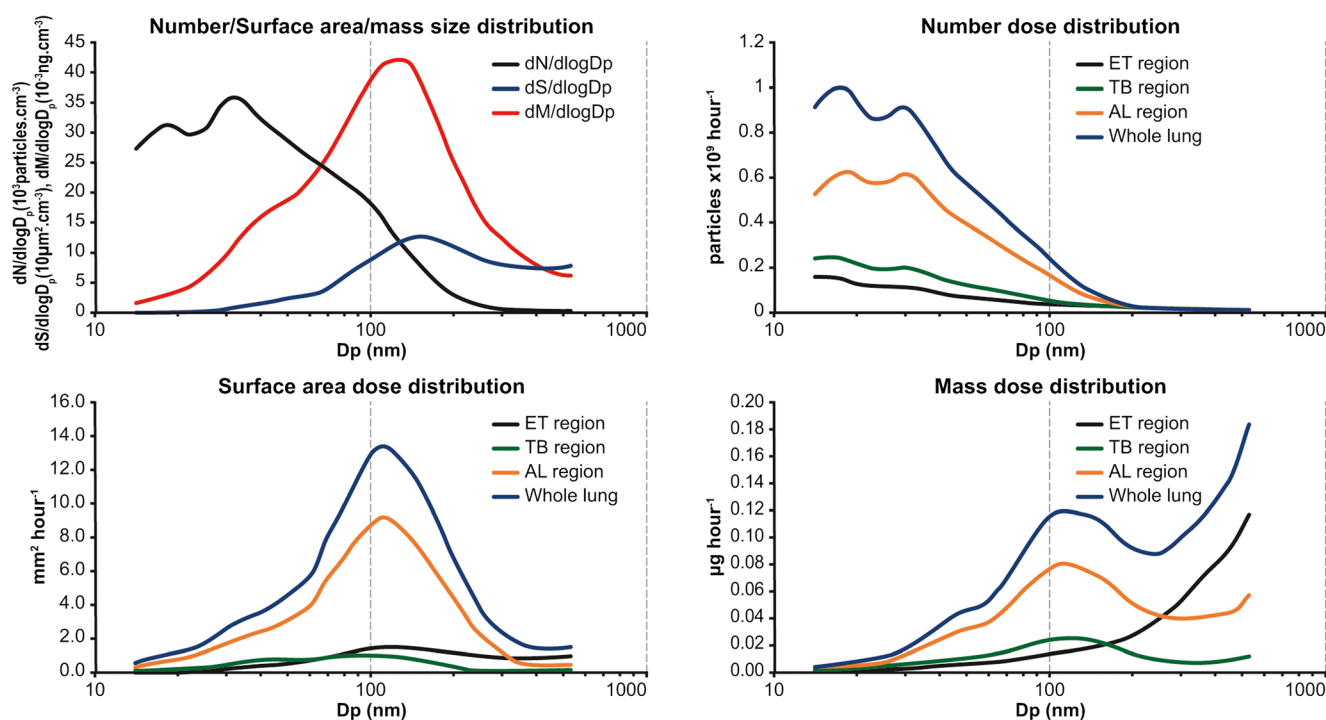 Number/Surface area/mass size distribution
dN/dlogDp(10³particles.cm⁻³)
dS/dlogDp(10μm².cm⁻³), dM/dlogDp(10⁻³ng.cm⁻³)
45
40
35
30
25
20
15
10
5
0
dN/dlogDp
dS/dlogDp
dM/dlogDp
10
100
1000
Dp (nm)
Number dose distribution
particles x10⁹ hour⁻¹
1.2
1
0.8
0.6
0.4
0.2
0
ET region
TB region
AL region
Whole lung
10
100
1000
Dp (nm)
Surface area dose distribution
mm² hour⁻¹
16.0
14.0
12.0
10.0
8.0
6.0
4.0
2.0
0.0
ET region
TB region
AL region
Whole lung
10
100
1000
Dp (nm)
Mass dose distribution
μg hour⁻¹
0.20
0.18
0.16
0.14
0.12
0.10
0.08
0.06
0.04
0.02
0.00
ET region
TB region
AL region
Whole lung
10
100
1000
Dp (nm)